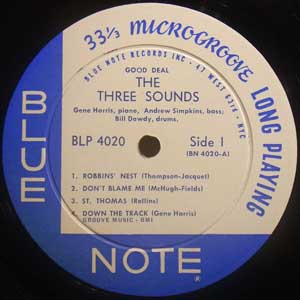 33⅓ MICROGROOVE LONG PLAYING
BLUE NOTE RECORDS INC · 47 WEST 63rd · NYC
GOOD DEAL
THE
THREE SOUNDS
Gene Harris, piano, Andrew Simpkins, bass;
Bill Dowdy, drums.
BLP 4020 Side 1
(BN 4020-A)
1. ROBBINS' NEST (Thompson-Jacquet)
2. DON'T BLAME ME (McHugh-Fields)
3. ST. THOMAS (Rollins)
4. DOWN THE TRACK (Gene Harris)
GROOVE MUSIC - BMI
BLUE
NOTE
®